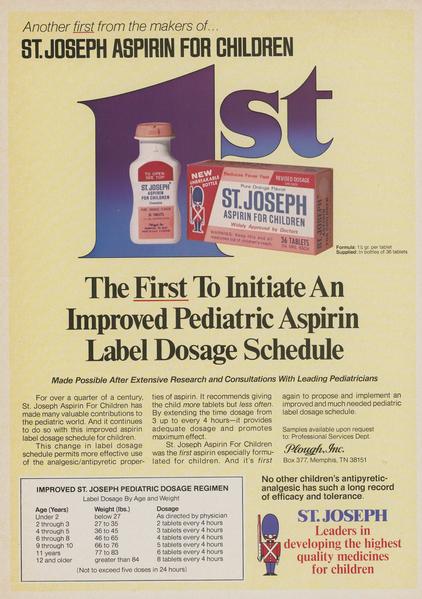 Another first from the makers of...
ST. JOSEPH ASPIRIN FOR CHILDREN
1st
TO OPEN
SEE TOP
ST. JOSEPH
ASPIRIN
FOR CHILDREN
NEW
UNBREAKABLE
BOTTLE
Reduces Fever Fast
REVISED DOSAGE
Pure Orange Flavor
ST. JOSEPH
ASPIRIN FOR CHILDREN
Widely Approved by Doctors
WARNING: Keep this and all
medicines out of children's reach.
36 TABLETS
1¼ GRS. EACH
Formula: 1¼ gr. per tablet
Supplied: In bottles of 36 tablets
The First To Initiate An
Improved Pediatric Aspirin
Label Dosage Schedule
Made Possible After Extensive Research and Consultations With Leading Pediatricians
For over a quarter of a century,
St. Joseph Aspirin For Children has
made many valuable contributions to
the pediatric world. And it continues
to do so with this improved aspirin
label dosage schedule for children.
This change in label dosage
schedule permits more effective use
of the analgesic/antipyretic proper-
ties of aspirin. It recommends giving
the child more tablets but less often.
By extending the time dosage from
3 up to every 4 hours—it provides
adequate dosage and promotes
maximum effect.
St. Joseph Aspirin For Children
was the first aspirin especially formu-
lated for children. And it's first
again to propose and implement an
improved and much needed pediatric
label dosage schedule.
Samples available upon request
to: Professional Services Dept.
Plough, Inc.
Box 377, Memphis, TN 38151
IMPROVED ST. JOSEPH PEDIATRIC DOSAGE REGIMEN
Label Dosage By Age and Weight
Age (Years) Weight (lbs.) Dosage
Under 2 below 27 As directed by physician
2 through 3 27 to 35 2 tablets every 4 hours
4 through 5 36 to 45 3 tablets every 4 hours
6 through 8 46 to 65 4 tablets every 4 hours
9 through 10 66 to 76 5 tablets every 4 hours
11 years 77 to 83 6 tablets every 4 hours
12 and older greater than 84 8 tablets every 4 hours
(Not to exceed five doses in 24 hours)
No other children's antipyretic-
analgesic has such a long record
of efficacy and tolerance.
ST. JOSEPH
Leaders in
developing the highest
quality medicines
for children